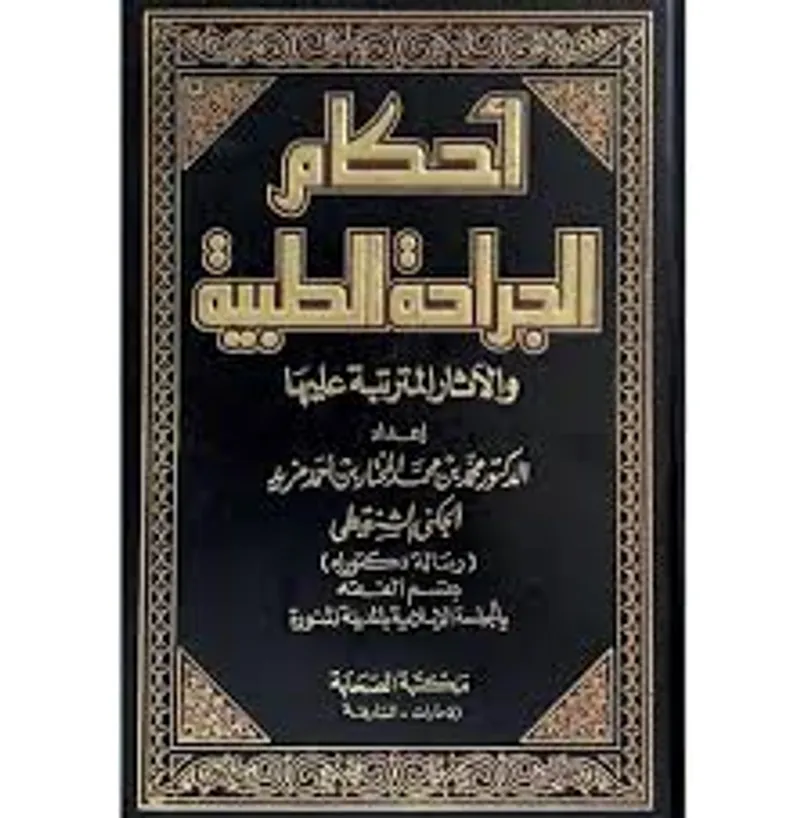 أحكام
الجراحة الطبية
والآثار المترتبة عليها
إعداد
الدكتور محمد بن محمد المختار بن أحمد مزيد
الجكني الشنقيطي
(رسالة دكتوراه)
بقسم الفقه
بالجامعة الإسلامية بالمدينة المنورة
مكتبة الصحابة
الإمارات - الشارقة